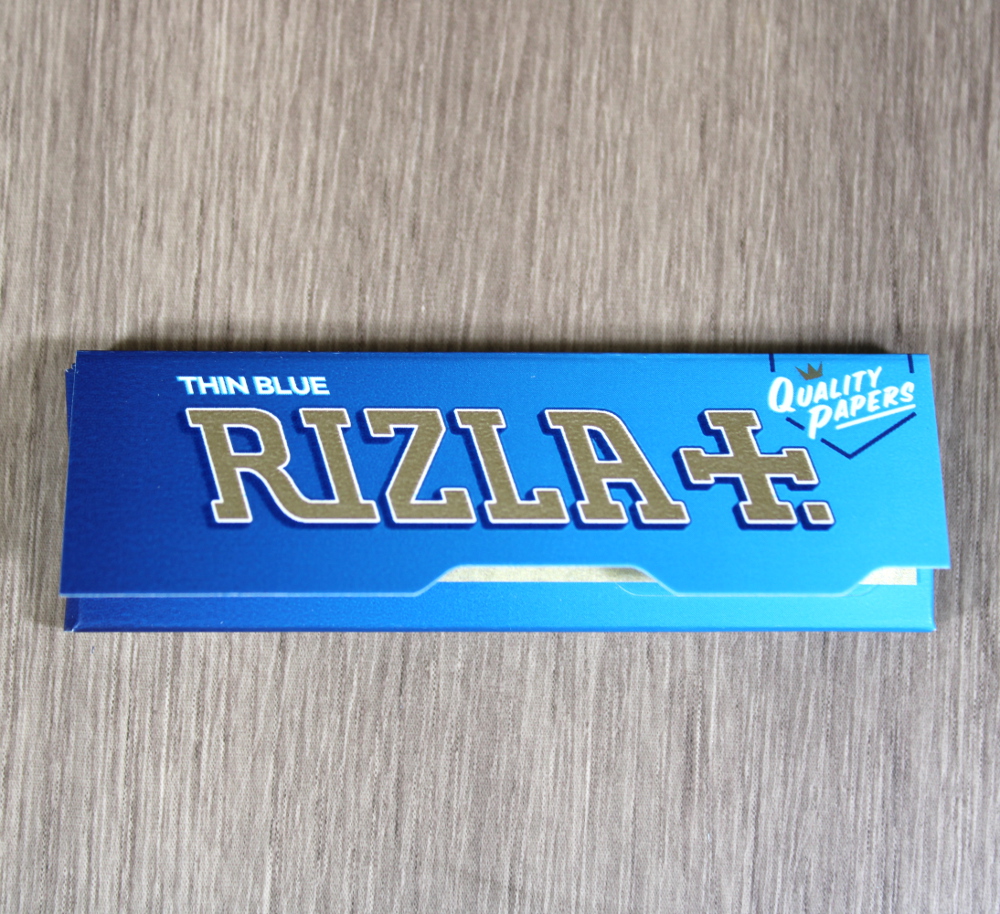 THIN BLUE
RIZLA+.
QUALITY
PAPERS